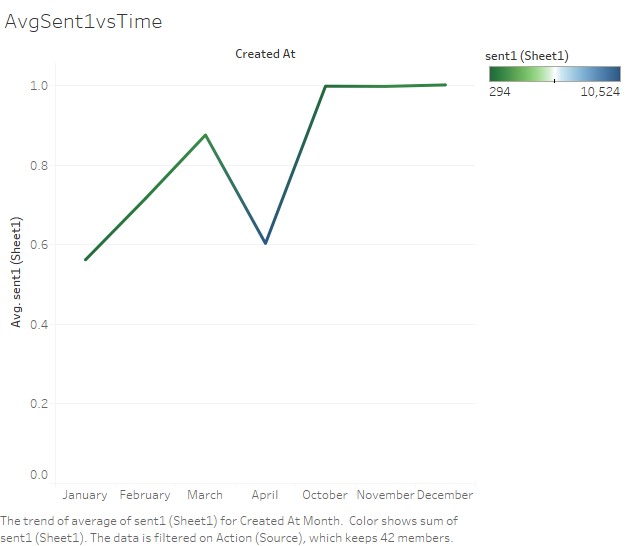 AvgSent1vsTime
Created At
sent1 (Sheet1)
294 10,524
Avg. sent1 (Sheet1)
1.0
0.8
0.6
0.4
0.2
0.0
January February March April October November December
The trend of average of sent1 (Sheet1) for Created At Month.  Color shows sum of
sent1 (Sheet1). The data is filtered on Action (Source), which keeps 42 members.